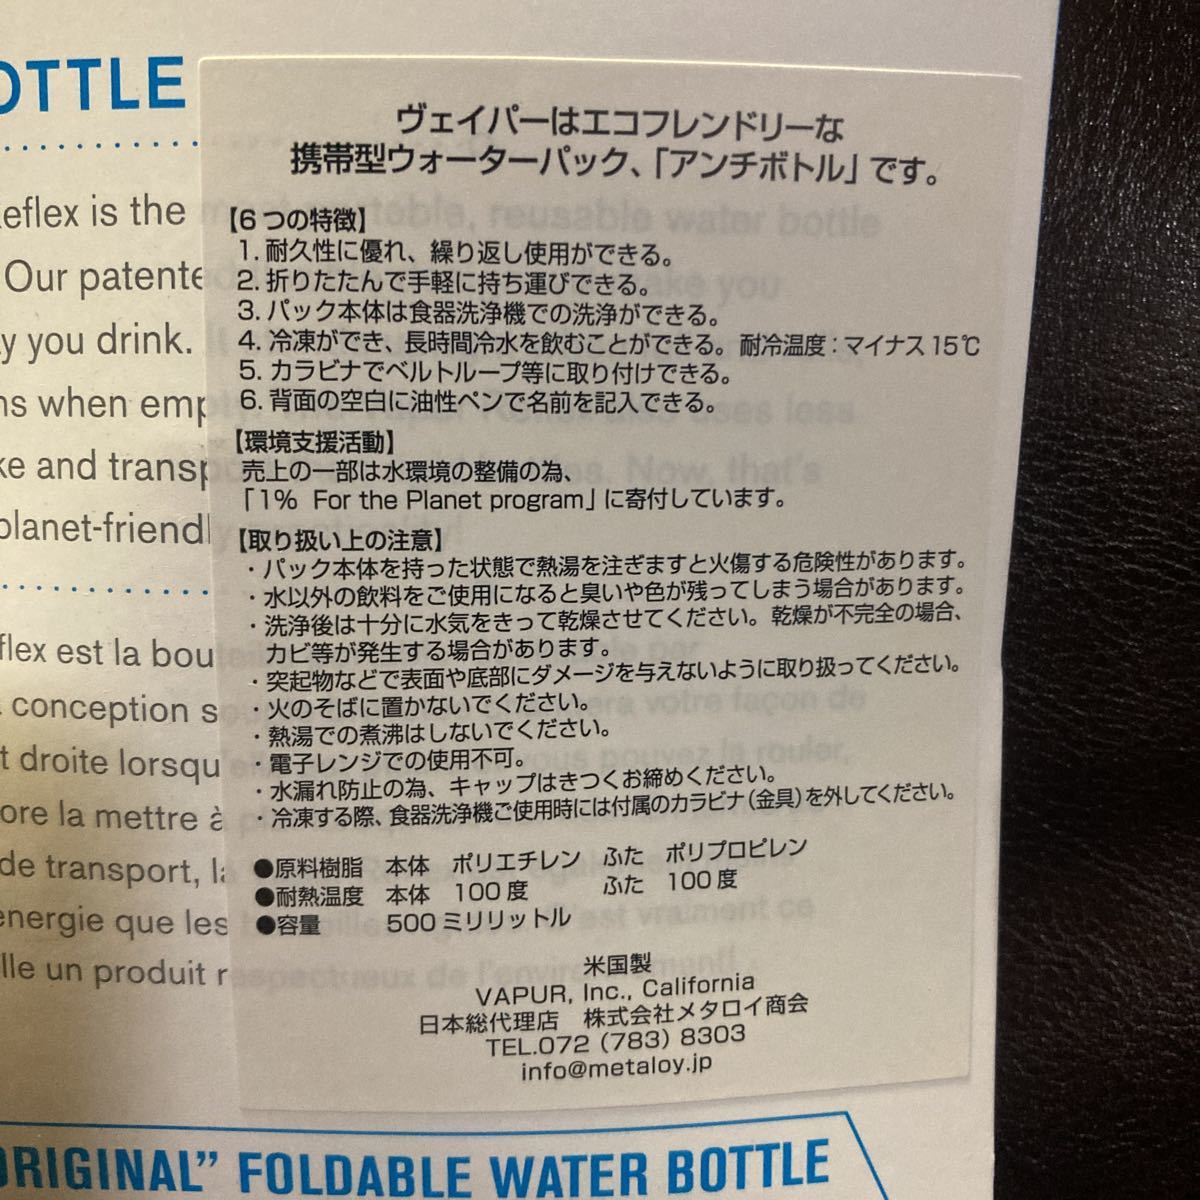 OTTLE
ヴェイパーはエコフレンドリーな
携帯型ウォーターパック、「アンチボトル」です。
eflex is the
Our patente
y you drink.
ns when emp
ke and transp
planet-friendl
【6つの特徴】
1. 耐久性に優れ、繰り返し使用ができる。
2. 折りたたんで手軽に持ち運びできる。
3. パック本体は食器洗浄機での洗浄ができる。
4. 冷凍ができ、長時間冷水を飲むことができる。耐冷温度：マイナス15℃
5. カラビナでベルトループ等に取り付けできる。
6. 背面の空白に油性ペンで名前を記入できる。
【環境支援活動】
売上の一部は水環境の整備の為、
「1% For the Planet program」に寄付しています。
【取り扱い上の注意】
・パック本体を持った状態で熱湯を注ぎますと火傷する危険性があります。
・水以外の飲料をご使用になると臭いや色が残ってしまう場合があります。
・洗浄後は十分に水気をきって乾燥させてください。乾燥が不完全の場合、
カビ等が発生する場合があります。
・突起物などで表面や底部にダメージを与えないように取り扱ってください。
・火のそばに置かないでください。
・熱湯での煮沸はしないでください。
・電子レンジでの使用不可。
・水漏れ防止の為、キャップはきつくお締めください。
・冷凍する際、食器洗浄機ご使用時には付属のカラビナ（金具）を外してください。
●原料樹脂 本体 ポリエチレン ふた ポリプロピレン
●耐熱温度 本体 100度 ふた 100度
●容量 500ミリリットル
米国製
VAPUR, Inc., California
日本総代理店 株式会社メタロイ商会
TEL.072 (783) 8303
info@metaloy.jp
flex est la bou
conception s
t droite lorsqu
ore la mettre à
de transport, la
energie que les
lle un produit r
ORIGINAL” FOLDABLE WATER BOTTLE